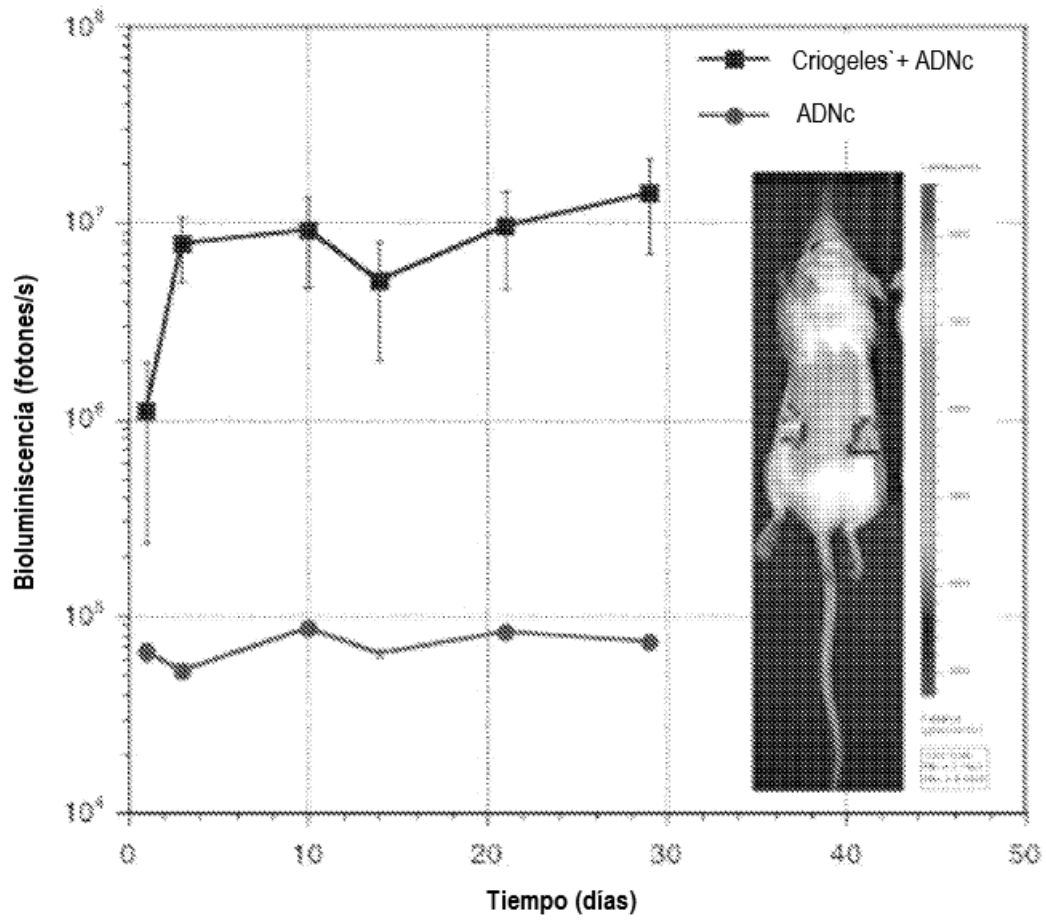 10⁸
10⁷
10⁶
10⁵
10⁴
Bioluminiscencia (fotones/s)
Criogeles` + ADNc
ADNc
0
10
20
30
40
50
Tiempo (días)